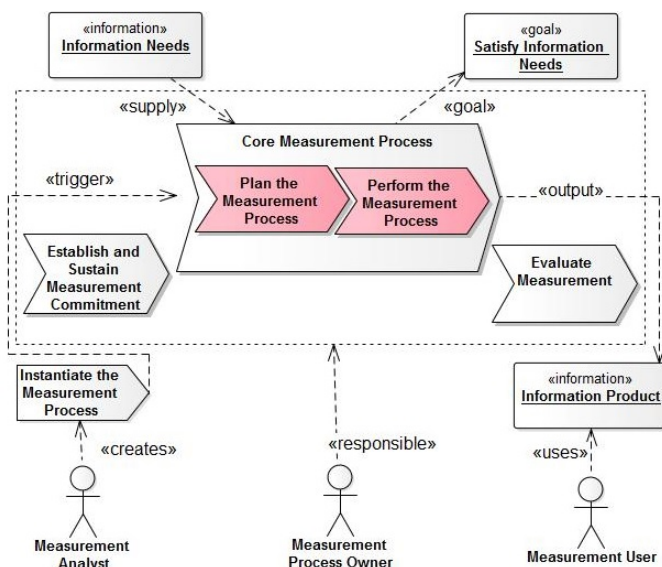 «information»
Information Needs
«goal»
Satisfy Information
Needs
«supply»
«goal»
Core Measurement Process
«trigger»
Plan the
Measurement
Process
Perform the
Measurement
Process
«output»
Establish and
Sustain
Measurement
Commitment
Evaluate
Measurement
Instantiate the
Measurement
Process
«information»
Information Product
«creates»
«responsible»
«uses»
Measurement
Analyst
Measurement
Process Owner
Measurement User